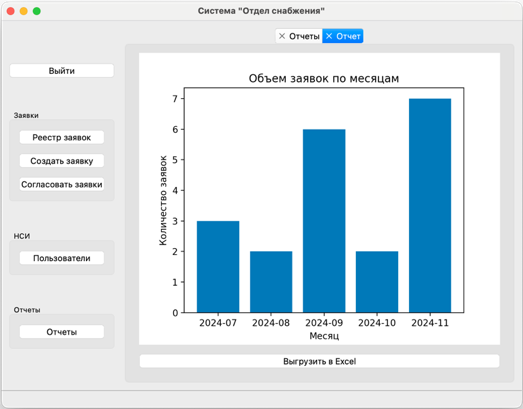 Система "Отдел снабжения"
× Отчеты × Отчет
Выйти
Заявки
Реестр заявок
Создать заявку
Согласовать заявки
НСИ
Пользователи
Отчеты
Отчеты
Объем заявок по месяцам
Количество заявок
7
6
5
4
3
2
1
0
2024-07 2024-08 2024-09 2024-10 2024-11
Месяц
Выгрузить в Excel